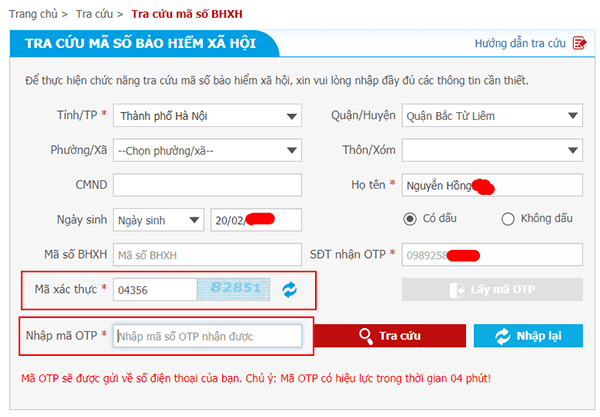 Trang chủ > Tra cứu > Tra cứu mã số BHXH
TRA CỨU MÃ SỐ BẢO HIỂM XÃ HỘI Hướng dẫn tra cứu
Để thực hiện chức năng tra cứu mã số bảo hiểm xã hội, xin vui lòng nhập đầy đủ các thông tin cần thiết.
Tỉnh/TP * Thành phố Hà Nội Quận/Huyện Quận Bắc Từ Liêm
Phường/Xã --Chọn phường/xã-- Thôn/Xóm
CMND Họ tên * Nguyễn Hồng
Ngày sinh Ngày sinh 20/02/ Có dấu Không dấu
Mã số BHXH Mã số BHXH SĐT nhận OTP * 0989258
Mã xác thực * 04356 82851 Lấy mã OTP
Nhập mã OTP * Nhập mã số OTP nhận được Tra cứu Nhập lại
Mã OTP sẽ được gửi về số điện thoại của bạn. Chú ý: Mã OTP có hiệu lực trong thời gian 04 phút!